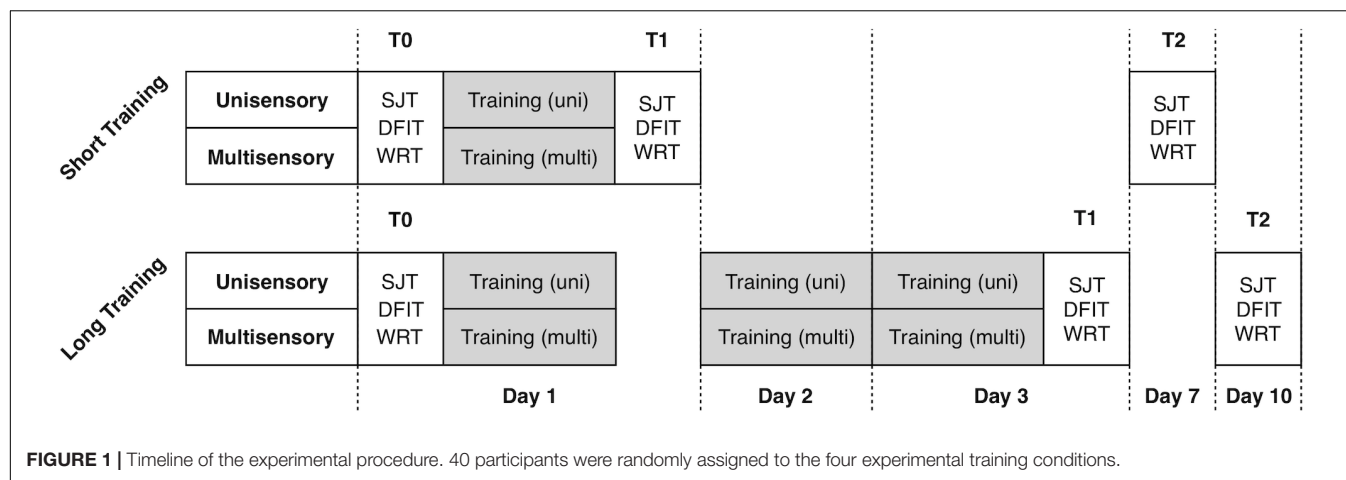 T0 T1 T2
Short Training
Unisensory
Multisensory
SJT
DFIT
WRT
Training (uni)
Training (multi)
SJT
DFIT
WRT
SJT
DFIT
WRT
T0 T1 T2
Long Training
Unisensory
Multisensory
SJT
DFIT
WRT
Training (uni)
Training (multi)
Training (uni)
Training (multi)
Training (uni)
Training (multi)
SJT
DFIT
WRT
SJT
DFIT
WRT
Day 1 Day 2 Day 3 Day 7 Day 10
FIGURE 1 | Timeline of the experimental procedure. 40 participants were randomly assigned to the four experimental training conditions.